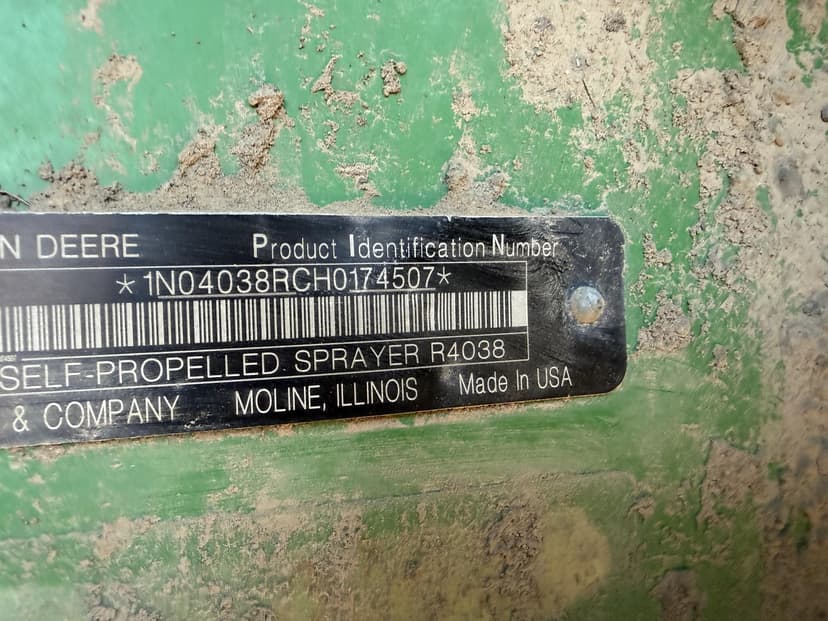 N DEERE Product Identification Number
*1N04038RCH0174507*
SELF-PROPELLED SPRAYER R4038
& COMPANY MOLINE, ILLINOIS Made In USA